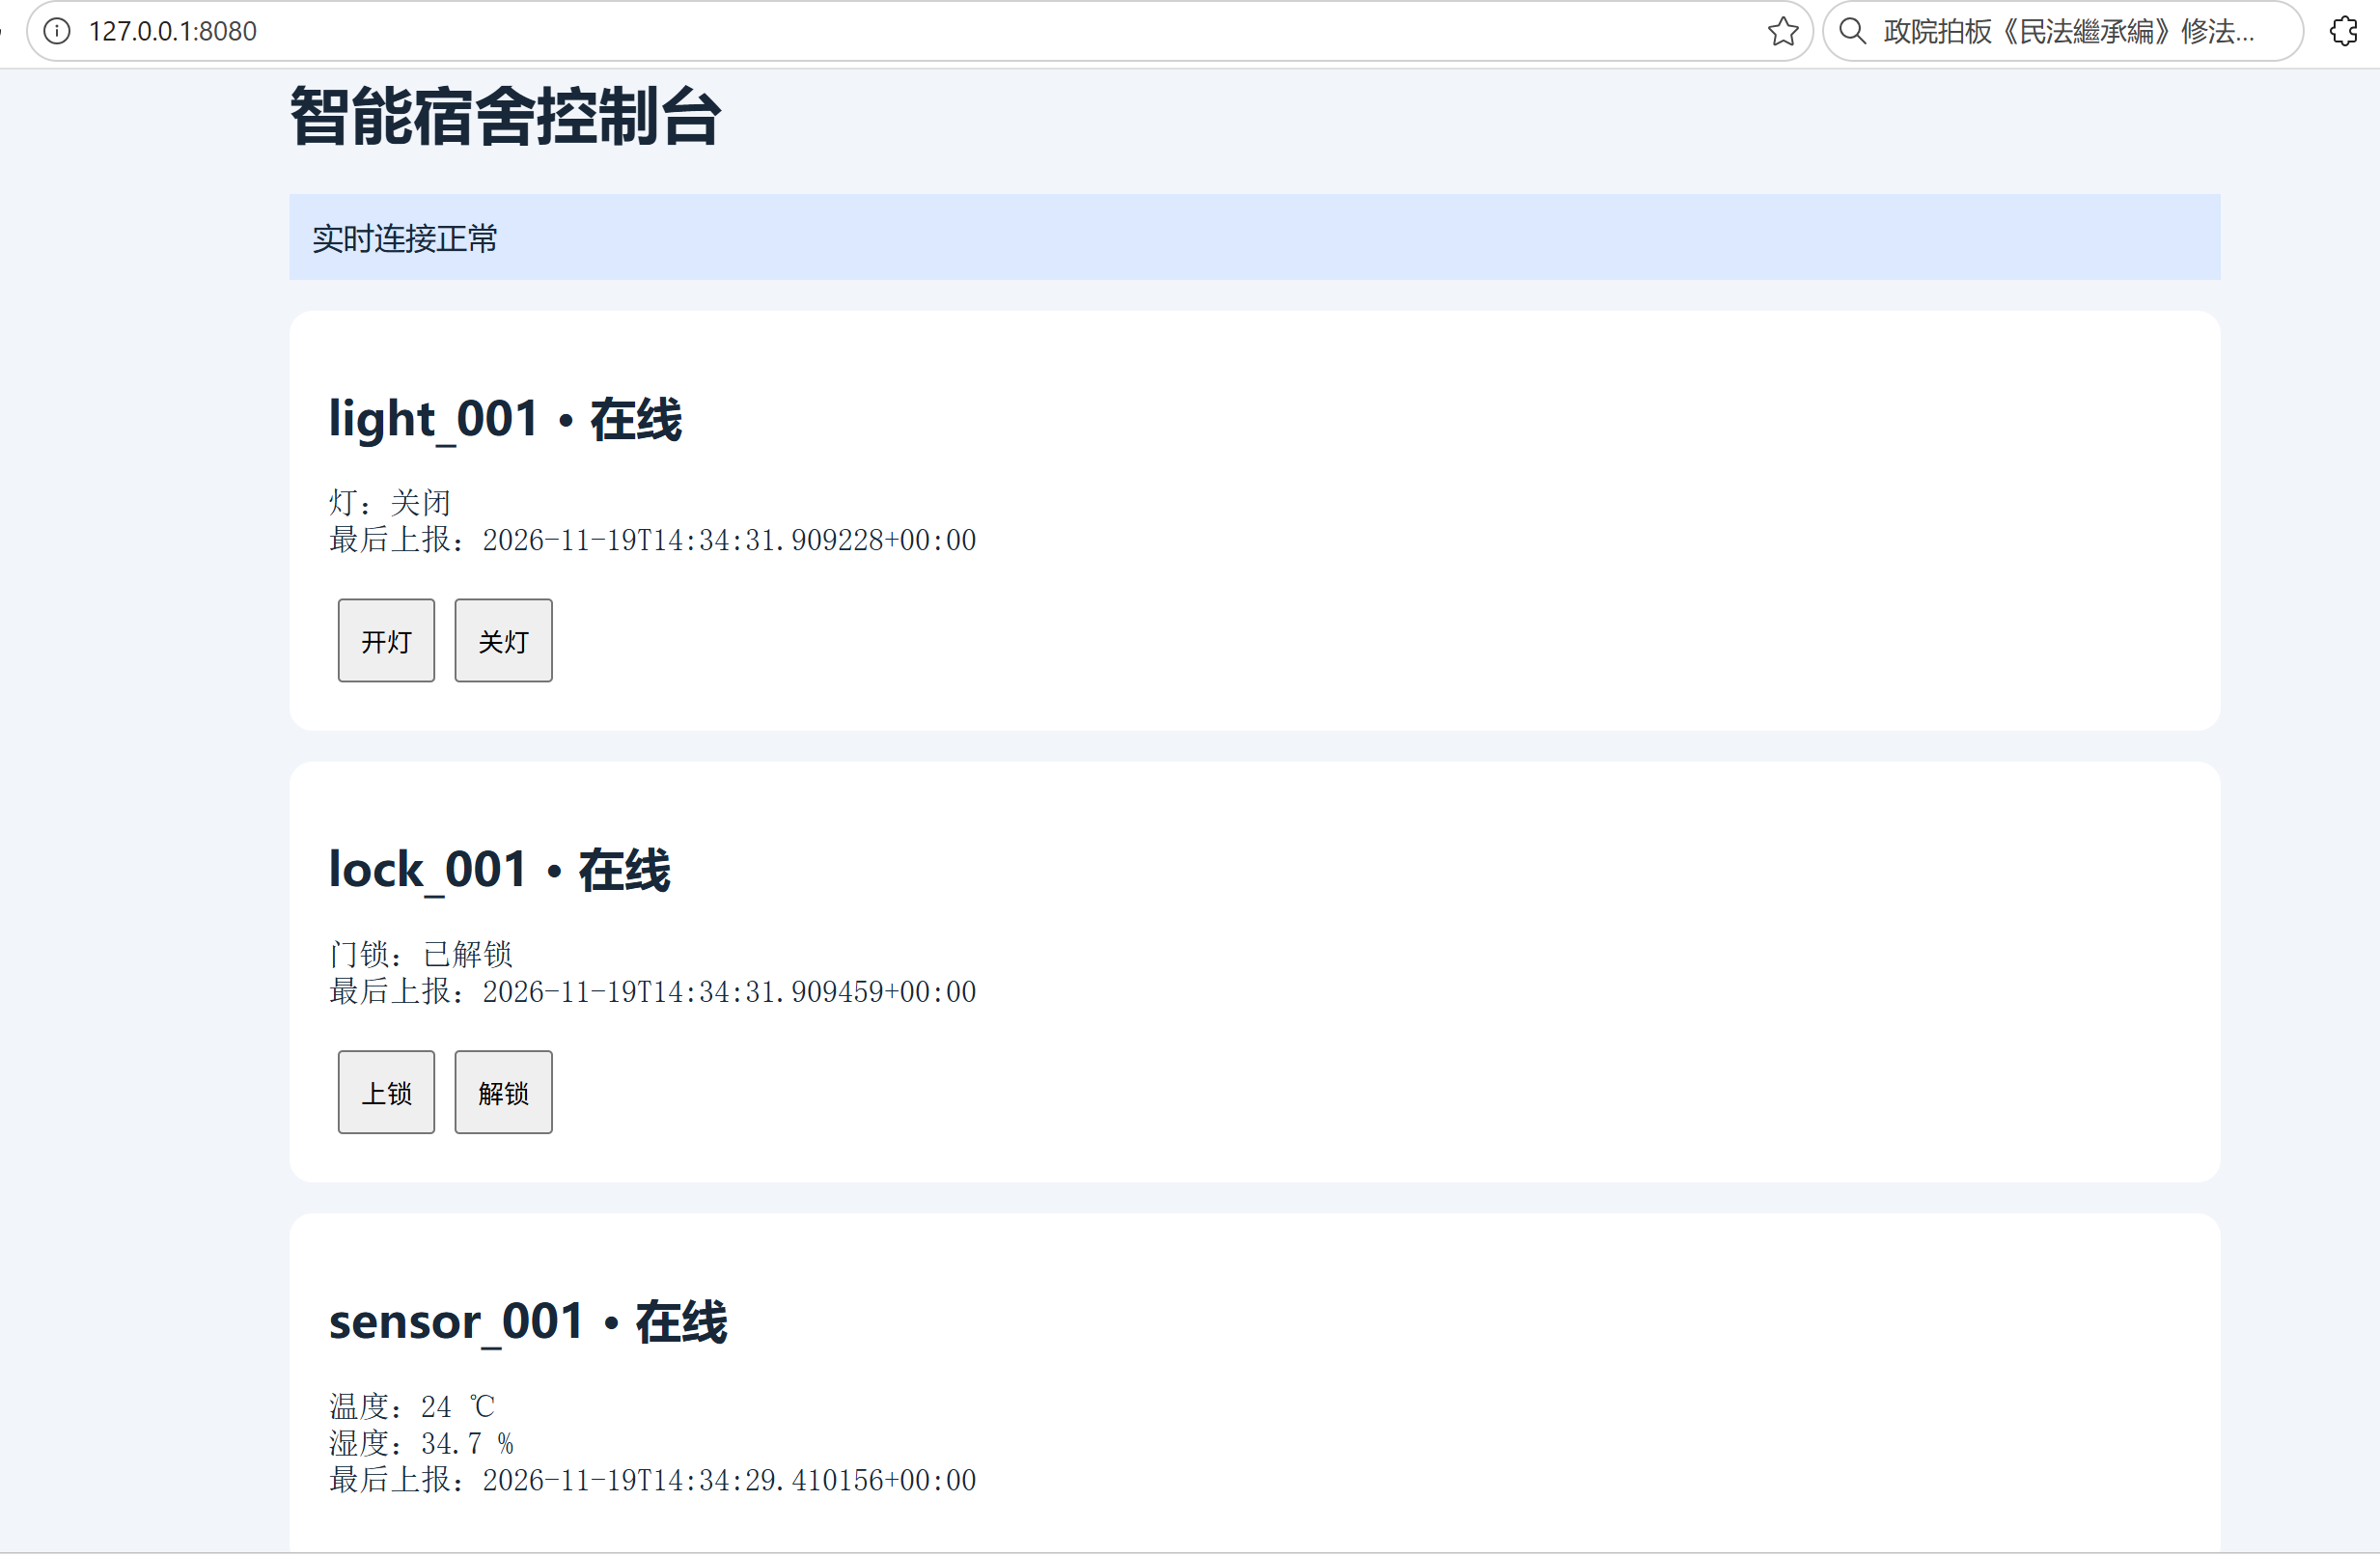 127.0.0.1:8080
政院拍板《民法繼承編》修法...
智能宿舍控制台
实时连接正常
light_001 • 在线
灯：关闭
最后上报：2026-11-19T14:34:31.909228+00:00
开灯 关灯
lock_001 • 在线
门锁：已解锁
最后上报：2026-11-19T14:34:31.909459+00:00
上锁 解锁
sensor_001 • 在线
温度：24 ℃
湿度：34.7 %
最后上报：2026-11-19T14:34:29.410156+00:00